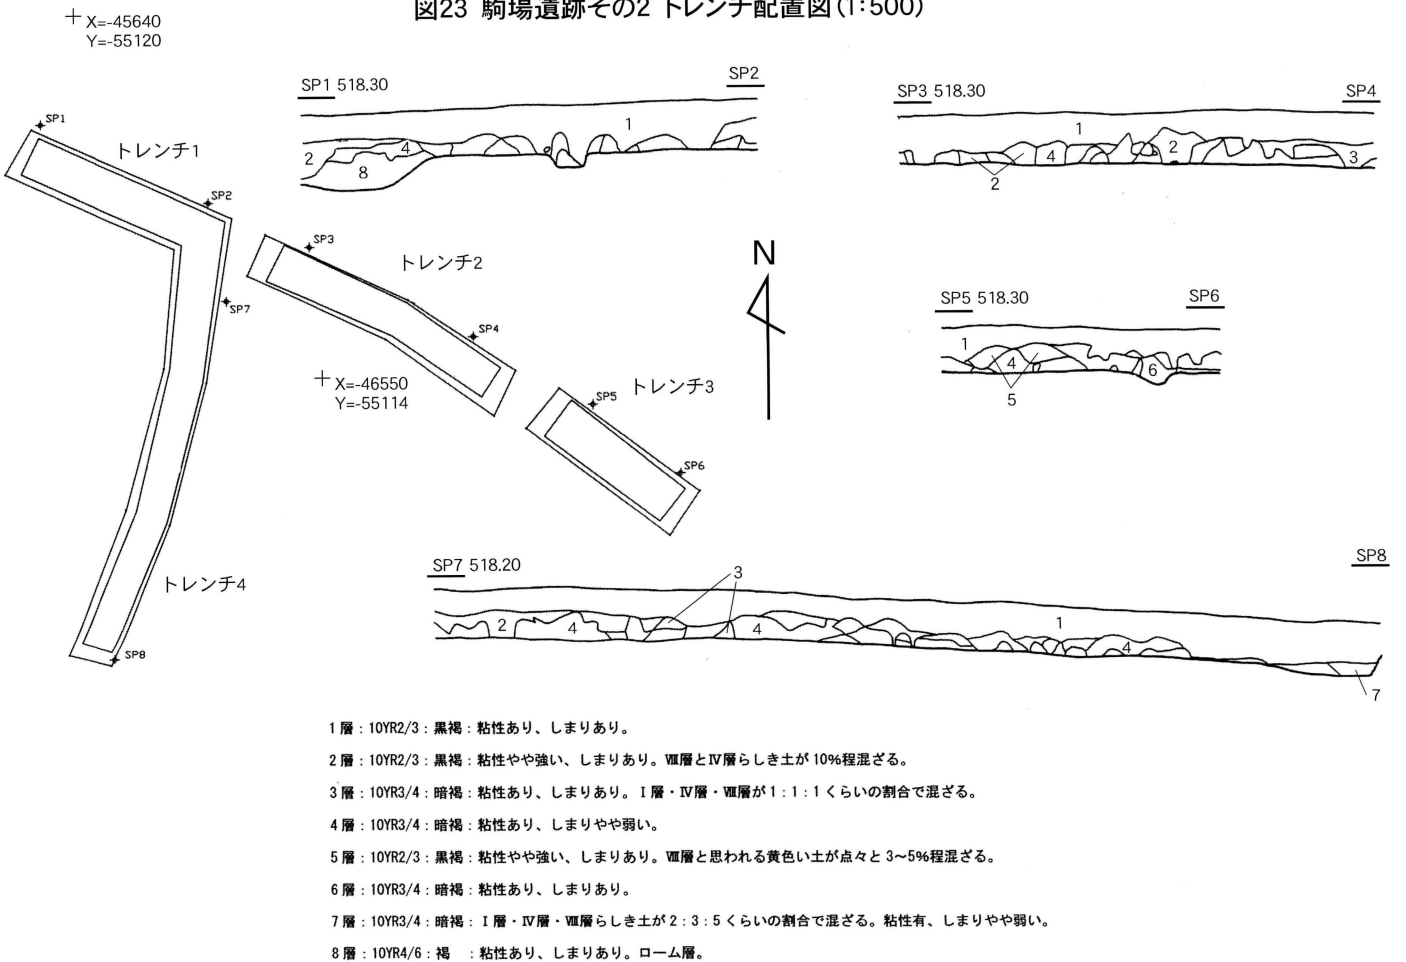 図23 駒場遺跡その2 トレンチ配置図(1:500)
X=-45640
Y=-55120
SP1 518.30
SP2
SP3 518.30
SP4
SP1
トレンチ1
1
2
4
8
1
4
2
2
3
SP2
SP3
トレンチ2
SP7
SP4
N
SP5 518.30
SP6
1
4
5
6
X=-46550
Y=-55114
トレンチ3
SP5
SP6
トレンチ4
SP8
SP7 518.20
SP8
3
2
4
4
1
4
7
1層:10YR2/3:黒褐:粘性あり、しまりあり。
2層:10YR2/3:黒褐:粘性やや強い、しまりあり。Ⅷ層とⅣ層らしき土が10%程混ざる。
3層:10YR3/4:暗褐:粘性あり、しまりあり。Ⅰ層・Ⅳ層・Ⅷ層が1:1:1くらいの割合で混ざる。
4層:10YR3/4:暗褐:粘性あり、しまりやや弱い。
5層:10YR2/3:黒褐:粘性やや強い、しまりあり。Ⅷ層と思われる黄色い土が点々と3~5%程混ざる。
6層:10YR3/4:暗褐:粘性あり、しまりあり。
7層:10YR3/4:暗褐:Ⅰ層・Ⅳ層・Ⅷ層らしき土が2:3:5くらいの割合で混ざる。粘性有、しまりやや弱い。
8層:10YR4/6:褐 :粘性あり、しまりあり。ローム層。